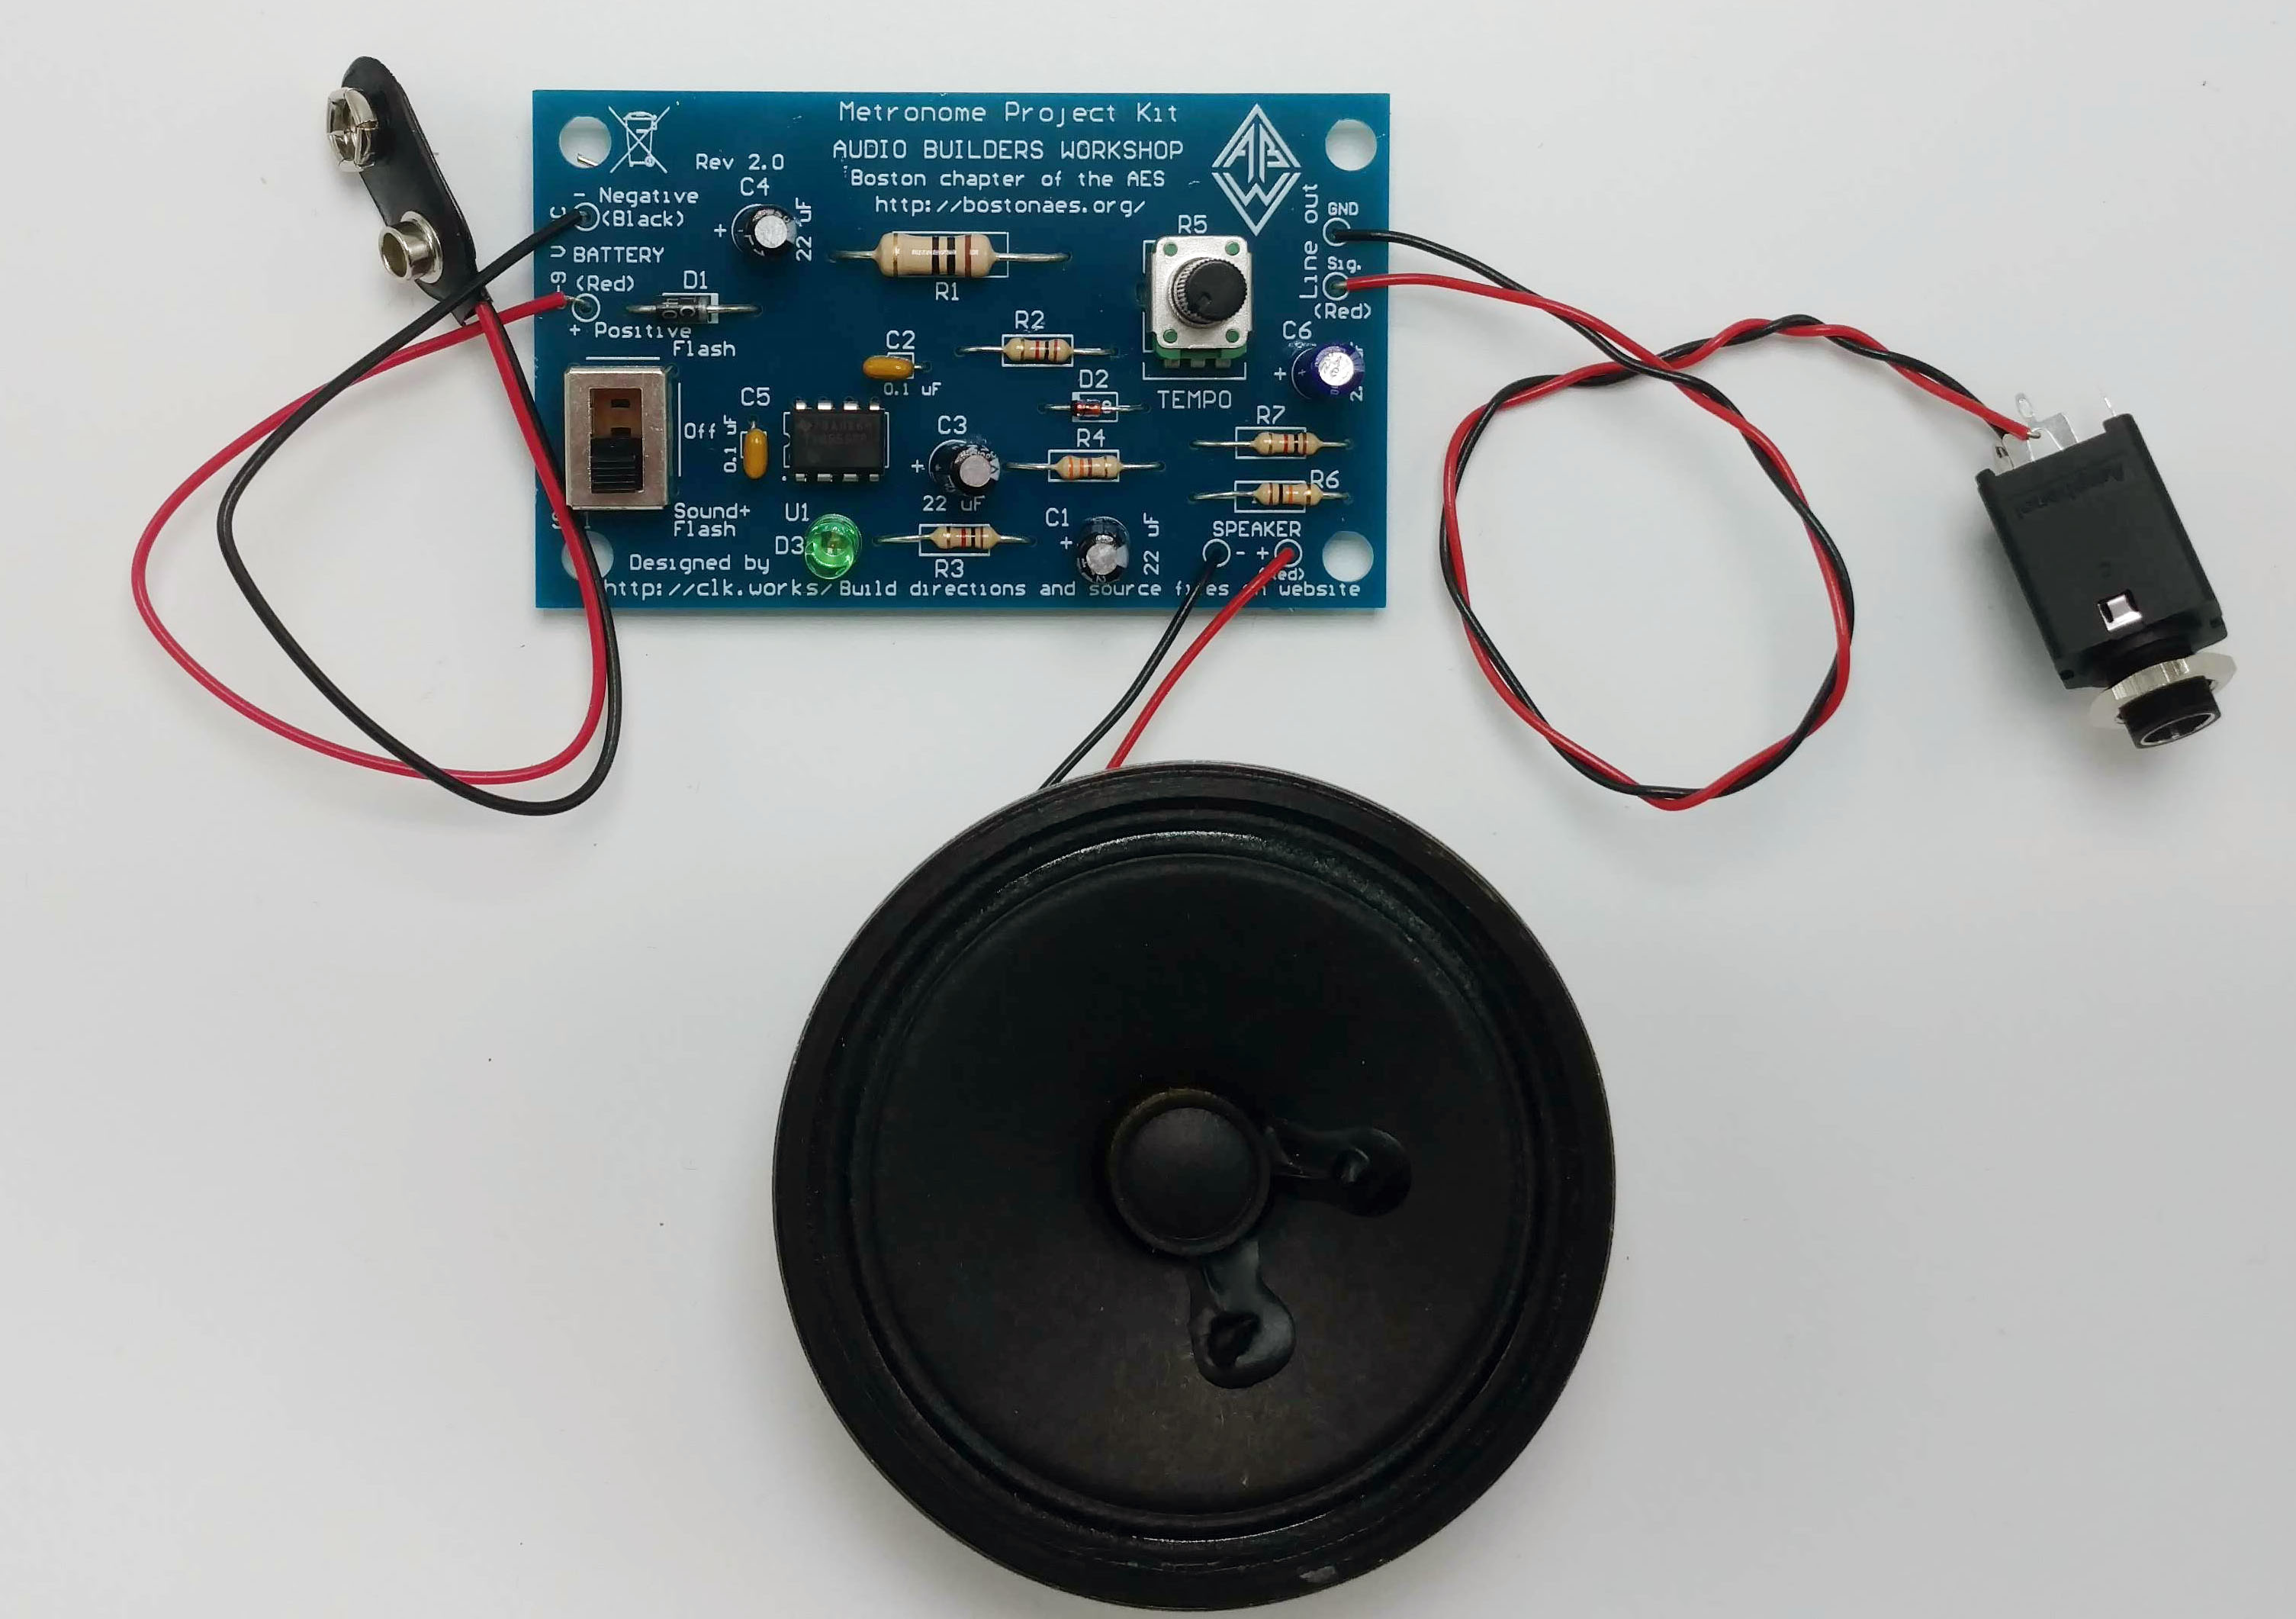 Metronome Project Kit
AUDIO BUILDERS WORKSHOP
Boston chapter of the AES
http://bostonaes.org/
Rev 2.0
C4
+
22 uF
- Negative
(Black)
BATTERY
(Red)
+ Positive
D1
R1
R5
TEMPO
Line out
GND
Sig.
(Red)
C6
+
R2
C2
0.1 uF
D2
Flash
Off
Sound+
Flash
C5
0.1 uF
U1
C3
+
22 uF
R4
R7
R6
D3
R3
C1
+
22 uF
SPEAKER
- +
Designed by
http://clk.works/Build directions and source files on website